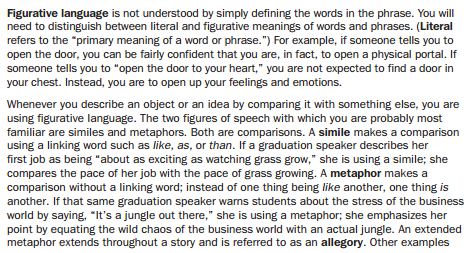 Figurative language is not understood by simply defining the words in the phrase. You will
need to distinguish between literal and figurative meanings of words and phrases. (Literal
refers to the “primary meaning of a word or phrase.”) For example, if someone tells you to
open the door, you can be fairly confident that you are, in fact, to open a physical portal. If
someone tells you to “open the door to your heart,” you are not expected to find a door in
your chest. Instead, you are to open up your feelings and emotions.
Whenever you describe an object or an idea by comparing it with something else, you are
using figurative language. The two figures of speech with which you are probably most
familiar are similes and metaphors. Both are comparisons. A simile makes a comparison
using a linking word such as like, as, or than. If a graduation speaker describes her
first job as being “about as exciting as watching grass grow,” she is using a simile; she
compares the pace of her job with the pace of grass growing. A metaphor makes a
comparison without a linking word; instead of one thing being like another, one thing is
another. If that same graduation speaker warns students about the stress of the business
world by saying, “It’s a jungle out there,” she is using a metaphor; she emphasizes her
point by equating the wild chaos of the business world with an actual jungle. An extended
metaphor extends throughout a story and is referred to as an allegory. Other examples